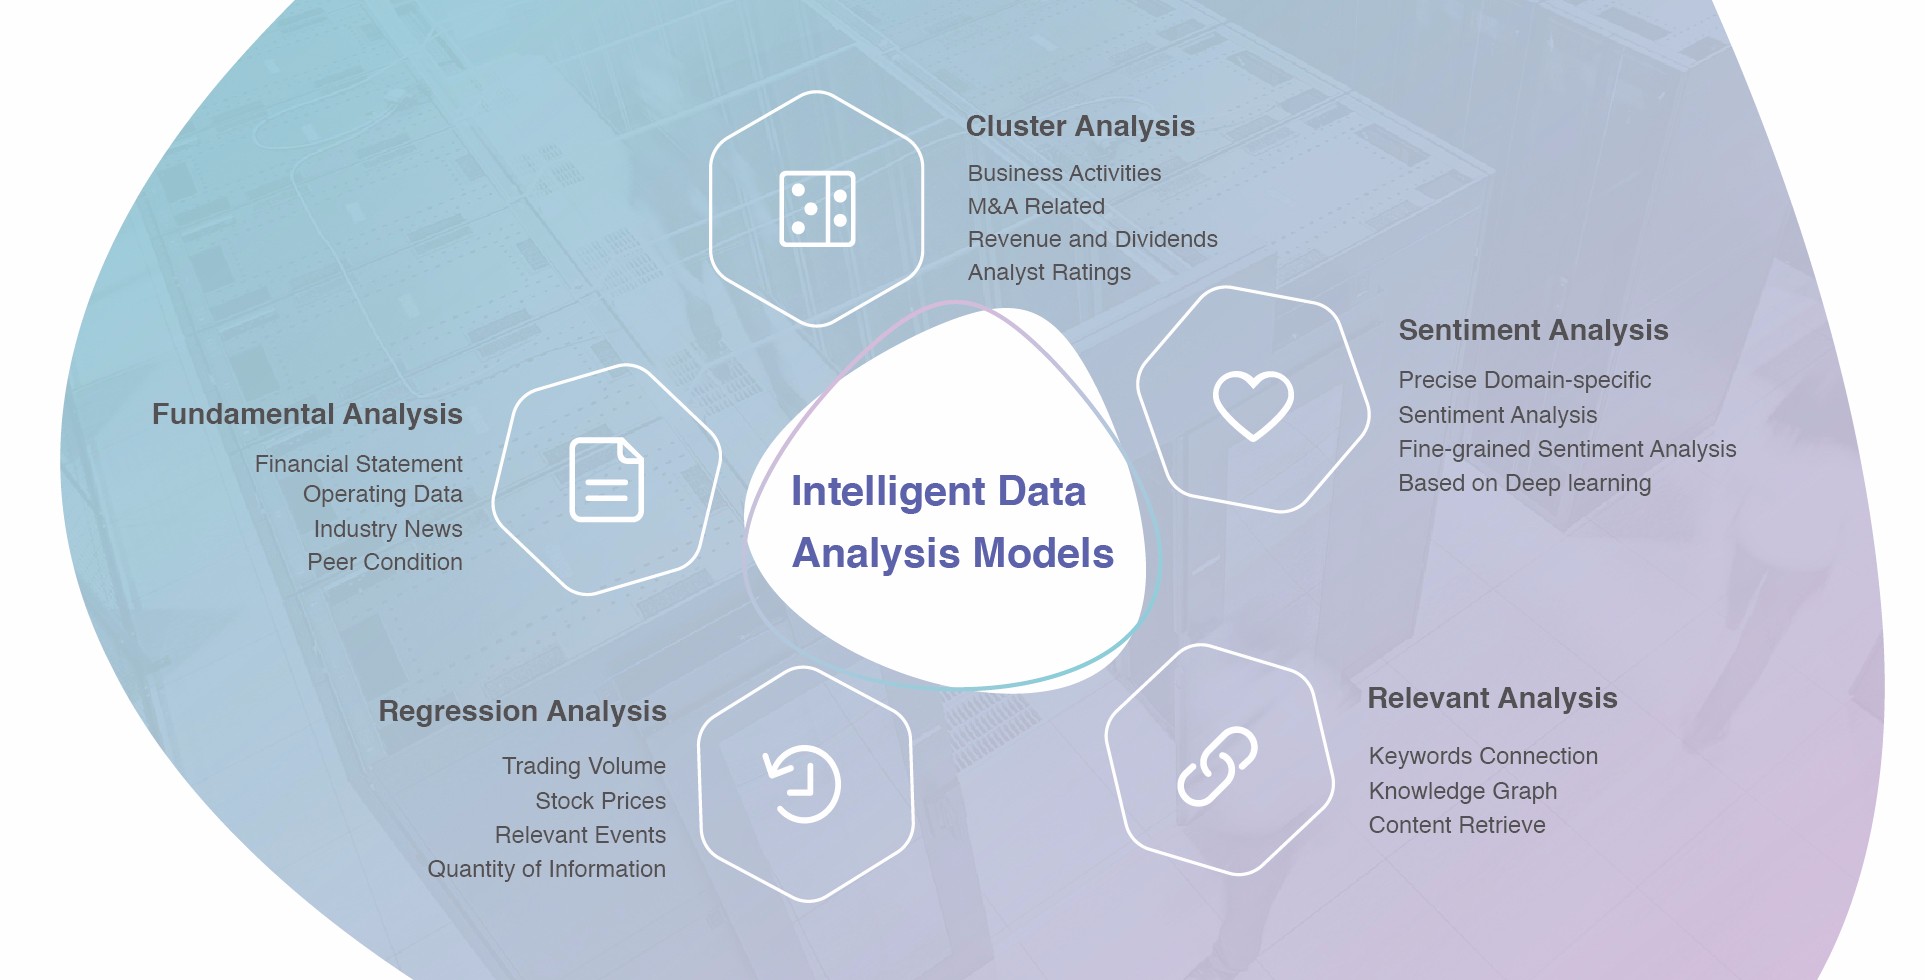 Cluster Analysis
Business Activities
M&A Related
Revenue and Dividends
Analyst Ratings
Sentiment Analysis
Precise Domain-specific
Sentiment Analysis
Fine-grained Sentiment Analysis
Based on Deep learning
Fundamental Analysis
Financial Statement
Operating Data
Industry News
Peer Condition
Intelligent Data
Analysis Models
Regression Analysis
Trading Volume
Stock Prices
Relevant Events
Quantity of Information
Relevant Analysis
Keywords Connection
Knowledge Graph
Content Retrieve